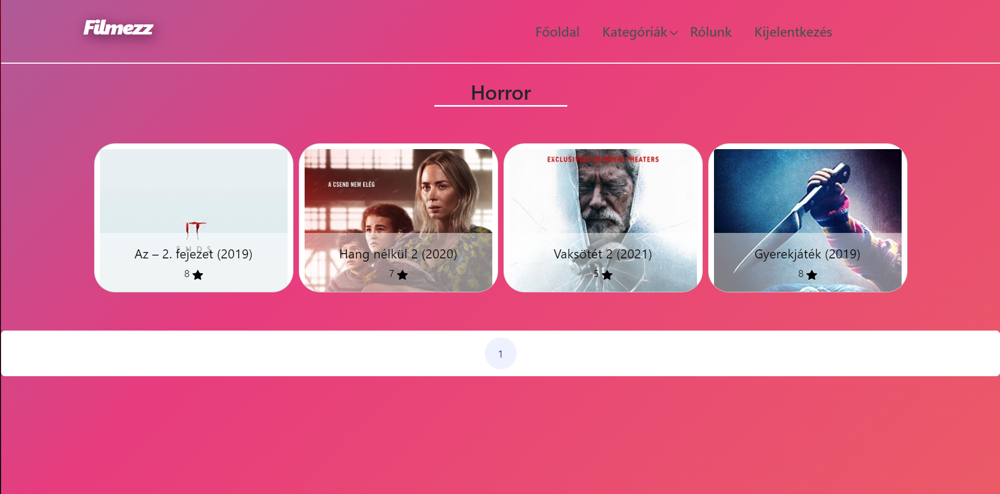 Filmezz
Főoldal Kategóriák Rólunk Kijelentkezés
Horror
IT
ENDS
Az – 2. fejezet (2019)
8
A CSEND NEM ELÉG
Hang nélkül 2 (2020)
7
EXCLUSIVELY IN MOVIE THEATERS
Vaksötét 2 (2021)
5
Gyerekjáték (2019)
8
1